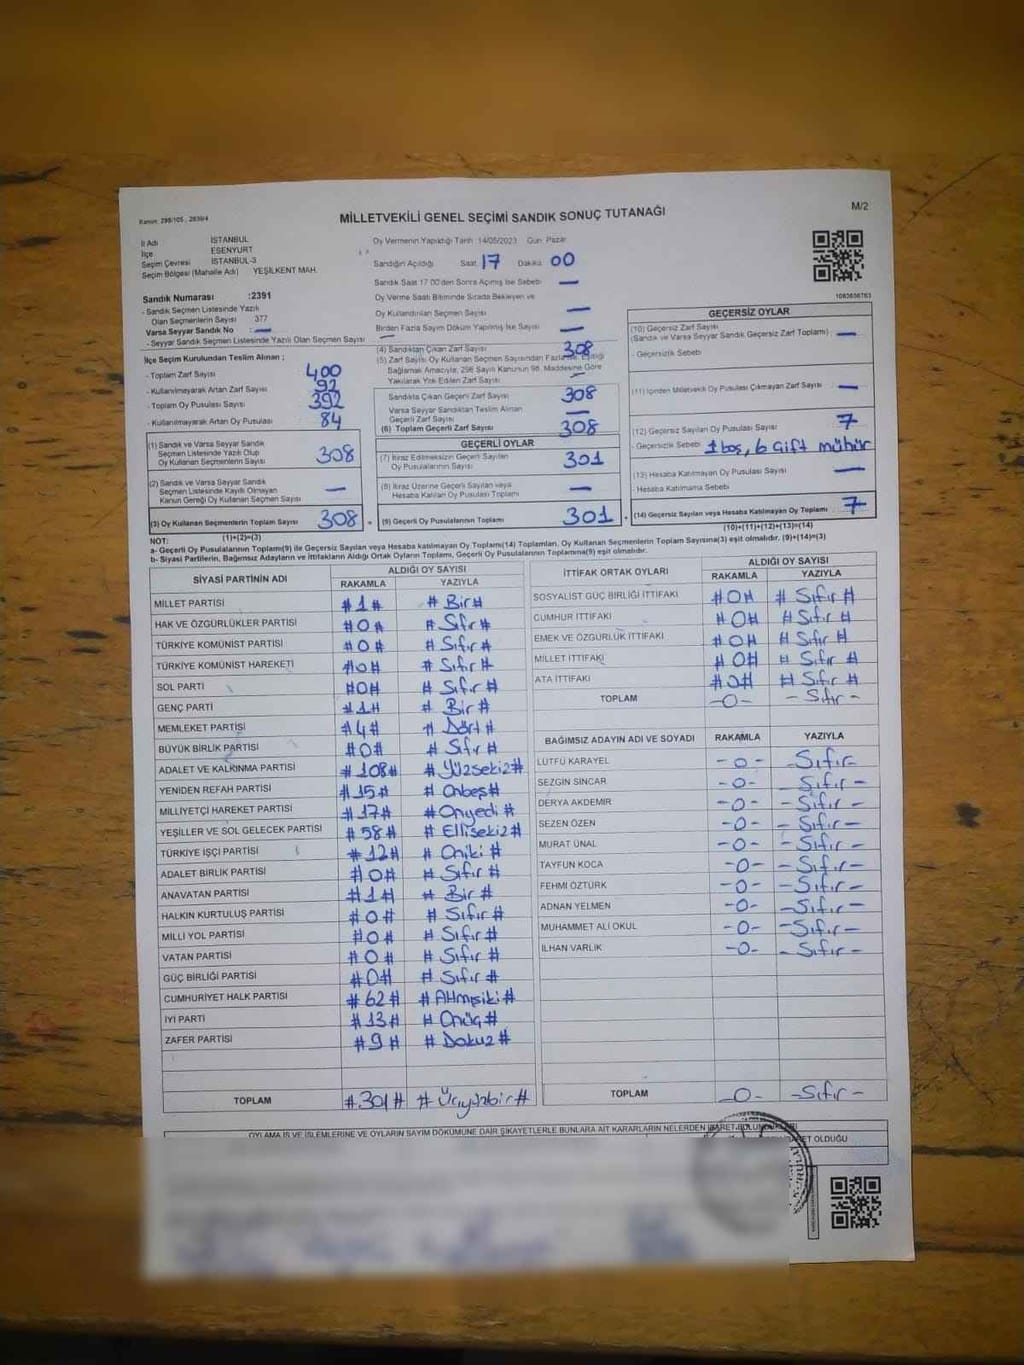 Kanun: 298/105 , 2839/4
MİLLETVEKİLİ GENEL SEÇİMİ SANDIK SONUÇ TUTANAĞI
M/2
İl Adı İSTANBUL
İlçe ESENYURT
Seçim Çevresi İSTANBUL-3
Seçim Bölgesi (Mahalle Adı) YEŞİLKENT MAH.
Oy Vermenin Yapıldığı Tarih 14/05/2023 Gün: Pazar
Sandığın Açıldığı Saat 17 Dakika 00
Sandık Saat 17:00'den Sonra Açılmış İse Sebebi —
Oy Verme Saati Bitiminde Sırada Bekleyen ve
Oy Kullandırılan Seçmen Sayısı —
Birden Fazla Sayım Döküm Yapılmış İse Sayısı —
Sandık Numarası :2391
- Sandık Seçmen Listesinde Yazılı
Olan Seçmenlerin Sayısı 377
Varsa Seyyar Sandık No —
- Seyyar Sandık Listesinde Yazılı Olan Seçmen Sayısı —
İlçe Seçim Kurulundan Teslim Alınan ;
- Toplam Zarf Sayısı 400
- Kullanılmayarak Artan Zarf Sayısı 92
- Toplam Oy Pusulası Sayısı 392
- Kullanılmayarak Artan Oy Pusulası 84
(1) Sandık ve Varsa Seyyar Sandık
Seçmen Listesinde Yazılı Olup
Oy Kullanan Seçmenlerin Sayısı 308
(2) Sandık ve Varsa Seyyar Sandık
Seçmen Listesinde Kayıtlı Olmayan
Kanun Gereği Oy Kullanan Seçmen Sayısı —
(3) Oy Kullanan Seçmenlerin Toplam Sayısı 308
(1)+(2)=(3)
(4) Sandıktan Çıkan Zarf Sayısı 308
(5) Zarf Sayısı Oy Kullanan Seçmen Sayısından Fazla ise, Eşitliği
Bağlamak Amacıyla, 298 Sayılı Kanunun 98. Maddesine Göre
Yakılarak Yok Edilen Zarf Sayısı —
Sandıkta Çıkan Geçerli Zarf Sayısı 308
Varsa Seyyar Sandıktan Teslim Alınan
Geçerli Zarf Sayısı —
(6) Toplam Geçerli Zarf Sayısı 308
GEÇERLİ OYLAR
(7) İtiraz Edilmeksizin Geçerli Sayılan
Oy Pusulalarının Sayısı 301
(8) İtiraz Üzerine Geçerli Sayılan veya
Hesaba Katılan Oy Pusulası Toplamı —
(9) Geçerli Oy Pusulalarının Toplamı 301
1083656763
GEÇERSİZ OYLAR
(10) Geçersiz Zarf Sayısı
(Sandık ve Varsa Seyyar Sandık Geçersiz Zarf Toplamı) —
- Geçersizlik Sebebi
(11) İçinden Milletvekili Oy Pusulası Çıkmayan Zarf Sayısı —
(12) Geçersiz Sayılan Oy Pusulası Sayısı 7
- Geçersizlik Sebebi 1 boş, 6 Çift mühür
(13) Hesaba Katılmayan Oy Pusulası Sayısı —
- Hesaba Katılmama Sebebi
(14) Geçersiz Sayılan veya Hesaba Katılmayan Oy Toplamı 7
(10)+(11)+(12)+(13)=(14)
NOT:
a- Geçerli Oy Pusulalarının Toplamı(9) ile Geçersiz Sayılan veya Hesaba katılmayan Oy Toplamı(14) Toplamları, Oy Kullanan Seçmenlerin Toplam Sayısına(3) eşit olmalıdır. (9)+(14)=(3)
b- Siyasi Partilerin, Bağımsız Adayların ve İttifakların Aldığı Ortak Oyların Toplamı, Geçerli Oy Pusulalarının Toplamına(9) eşit olmalıdır.
SİYASİ PARTİNİN ADI ALDIĞI OY SAYISI
RAKAMLA YAZIYLA
MİLLET PARTİSİ #1# #Bir#
HAK VE ÖZGÜRLÜKLER PARTİSİ #0# #Sıfır#
TÜRKİYE KOMÜNİST PARTİSİ #0# #Sıfır#
TÜRKİYE KOMÜNİST HAREKETİ #0# #Sıfır#
SOL PARTİ #0# #Sıfır#
GENÇ PARTİ #1# #Bir#
MEMLEKET PARTİSİ #4# #Dört#
BÜYÜK BİRLİK PARTİSİ #0# #Sıfır#
ADALET VE KALKINMA PARTİSİ #108# #Yüzsekiz#
YENİDEN REFAH PARTİSİ #15# #Onbeş#
MİLLİYETÇİ HAREKET PARTİSİ #17# #Onyedi#
YEŞİLLER VE SOL GELECEK PARTİSİ #58# #Ellisekiz#
TÜRKİYE İŞÇİ PARTİSİ #12# #Oniki#
ADALET BİRLİK PARTİSİ #0# #Sıfır#
ANAVATAN PARTİSİ #1# #Bir#
HALKIN KURTULUŞ PARTİSİ #0# #Sıfır#
MİLLİ YOL PARTİSİ #0# #Sıfır#
VATAN PARTİSİ #0# #Sıfır#
GÜÇ BİRLİĞİ PARTİSİ #0# #Sıfır#
CUMHURİYET HALK PARTİSİ #62# #Altmışiki#
İYİ PARTİ #13# #Onüç#
ZAFER PARTİSİ #9# #Dokuz#
TOPLAM #301# #Üçyüzbir#
İTTİFAK ORTAK OYLARI ALDIĞI OY SAYISI
RAKAMLA YAZIYLA
SOSYALİST GÜÇ BİRLİĞİ İTTİFAKI #0# #Sıfır#
CUMHUR İTTİFAKI #0# #Sıfır#
EMEK VE ÖZGÜRLÜK İTTİFAKI #0# #Sıfır#
MİLLET İTTİFAKI #0# #Sıfır#
ATA İTTİFAKI #0# #Sıfır#
TOPLAM -0- -Sıfır-
BAĞIMSIZ ADAYIN ADI VE SOYADI RAKAMLA YAZIYLA
LÜTFÜ KARAYEL -0- -Sıfır-
SEZGİN SİNCAR -0- -Sıfır-
DERYA AKDEMİR -0- -Sıfır-
SEZEN ÖZEN -0- -Sıfır-
MURAT ÜNAL -0- -Sıfır-
TAYFUN KOCA -0- -Sıfır-
FEHMİ ÖZTÜRK -0- -Sıfır-
ADNAN YELMEN -0- -Sıfır-
MUHAMMET ALİ OKUL -0- -Sıfır-
İLHAN VARLIK -0- -Sıfır-
TOPLAM -0- -Sıfır-
OYLAMA İŞ VE İŞLEMLERİNE VE OYLARIN SAYIM DÖKÜMÜNE DAİR ŞİKAYETLERLE BUNLARA AİT KARARLARIN NELERDEN İBARET BULUNDUĞU
OLDUĞU